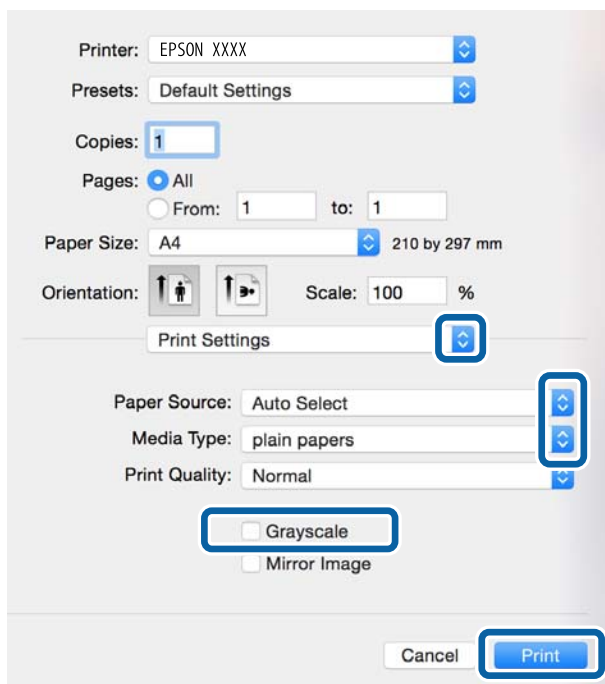 Printer: EPSON XXXX
Presets: Default Settings
Copies: 1
Pages: All
From: 1 to: 1
Paper Size: A4 210 by 297 mm
Orientation: Scale: 100 %
Print Settings
Paper Source: Auto Select
Media Type: plain papers
Print Quality: Normal
Grayscale
Mirror Image
Cancel Print